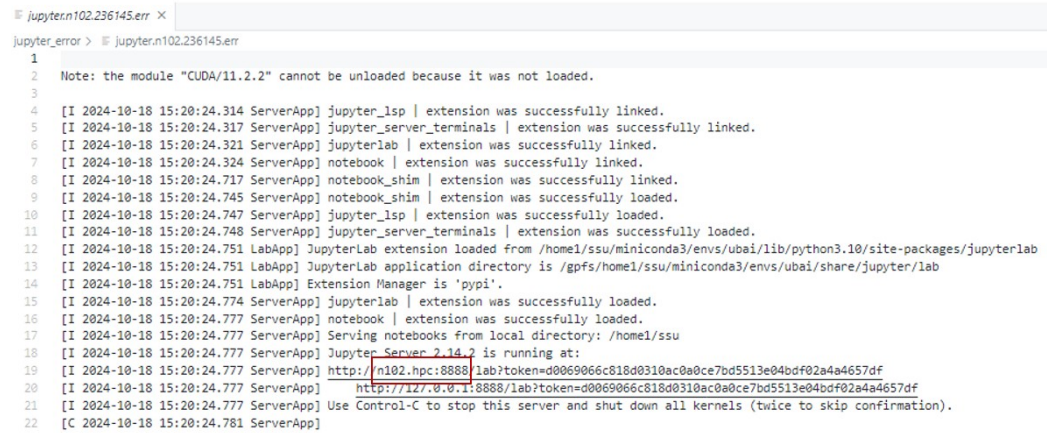 jupyter.n102.236145.err ×
jupyter_error > jupyter.n102.236145.err
1
2 Note: the module "CUDA/11.2.2" cannot be unloaded because it was not loaded.
3
4 [I 2024-10-18 15:20:24.314 ServerApp] jupyter_lsp | extension was successfully linked.
5 [I 2024-10-18 15:20:24.317 ServerApp] jupyter_server_terminals | extension was successfully linked.
6 [I 2024-10-18 15:20:24.321 ServerApp] jupyterlab | extension was successfully linked.
7 [I 2024-10-18 15:20:24.324 ServerApp] notebook | extension was successfully linked.
8 [I 2024-10-18 15:20:24.717 ServerApp] notebook_shim | extension was successfully linked.
9 [I 2024-10-18 15:20:24.745 ServerApp] notebook_shim | extension was successfully loaded.
10 [I 2024-10-18 15:20:24.747 ServerApp] jupyter_lsp | extension was successfully loaded.
11 [I 2024-10-18 15:20:24.748 ServerApp] jupyter_server_terminals | extension was successfully loaded.
12 [I 2024-10-18 15:20:24.751 LabApp] JupyterLab extension loaded from /home1/ssu/miniconda3/envs/ubai/lib/python3.10/site-packages/jupyterlab
13 [I 2024-10-18 15:20:24.751 LabApp] JupyterLab application directory is /gpfs/home1/ssu/miniconda3/envs/ubai/share/jupyter/lab
14 [I 2024-10-18 15:20:24.751 LabApp] Extension Manager is 'pypi'.
15 [I 2024-10-18 15:20:24.774 ServerApp] jupyterlab | extension was successfully loaded.
16 [I 2024-10-18 15:20:24.777 ServerApp] notebook | extension was successfully loaded.
17 [I 2024-10-18 15:20:24.777 ServerApp] Serving notebooks from local directory: /home1/ssu
18 [I 2024-10-18 15:20:24.777 ServerApp] Jupyter Server 2.14.2 is running at:
19 [I 2024-10-18 15:20:24.777 ServerApp] http://n102.hpc:8888/lab?token=d0069066c818d0310ac0a0ce7bd5513e04bdf02a4a4657df
20 [I 2024-10-18 15:20:24.777 ServerApp]     http://127.0.0.1:8888/lab?token=d0069066c818d0310ac0a0ce7bd5513e04bdf02a4a4657df
21 [I 2024-10-18 15:20:24.777 ServerApp] Use Control-C to stop this server and shut down all kernels (twice to skip confirmation).
22 [C 2024-10-18 15:20:24.781 ServerApp]